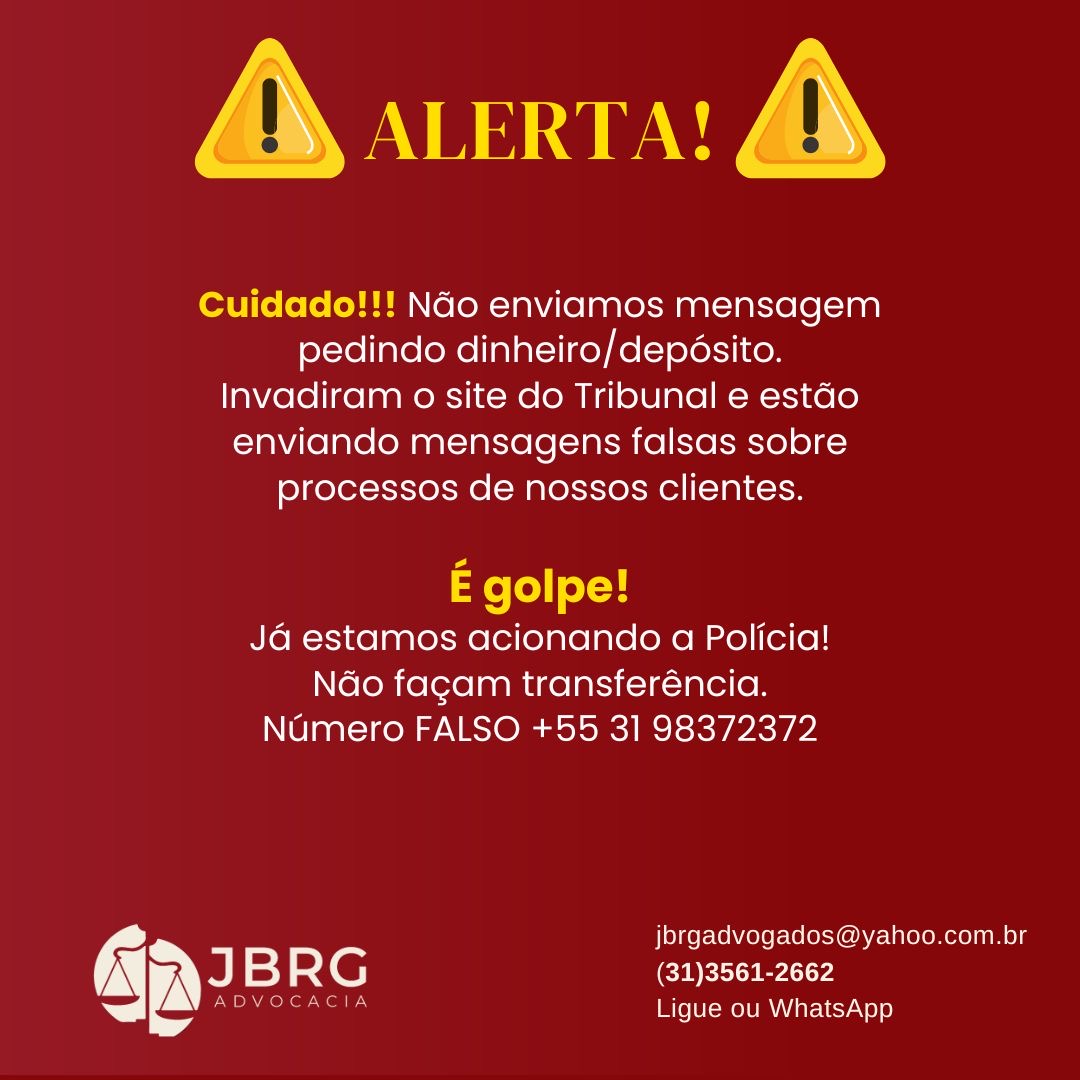 ALERTA!
Cuidado!!! Não enviamos mensagem
pedindo dinheiro/depósito.
Invadiram o site do Tribunal e estão
enviando mensagens falsas sobre
processos de nossos clientes.
É golpe!
Já estamos acionando a Polícia!
Não façam transferência.
Número FALSO +55 31 98372372
JBRG
ADVOCACIA
jbrgadvogados@yahoo.com.br
(31)3561-2662
Ligue ou WhatsApp